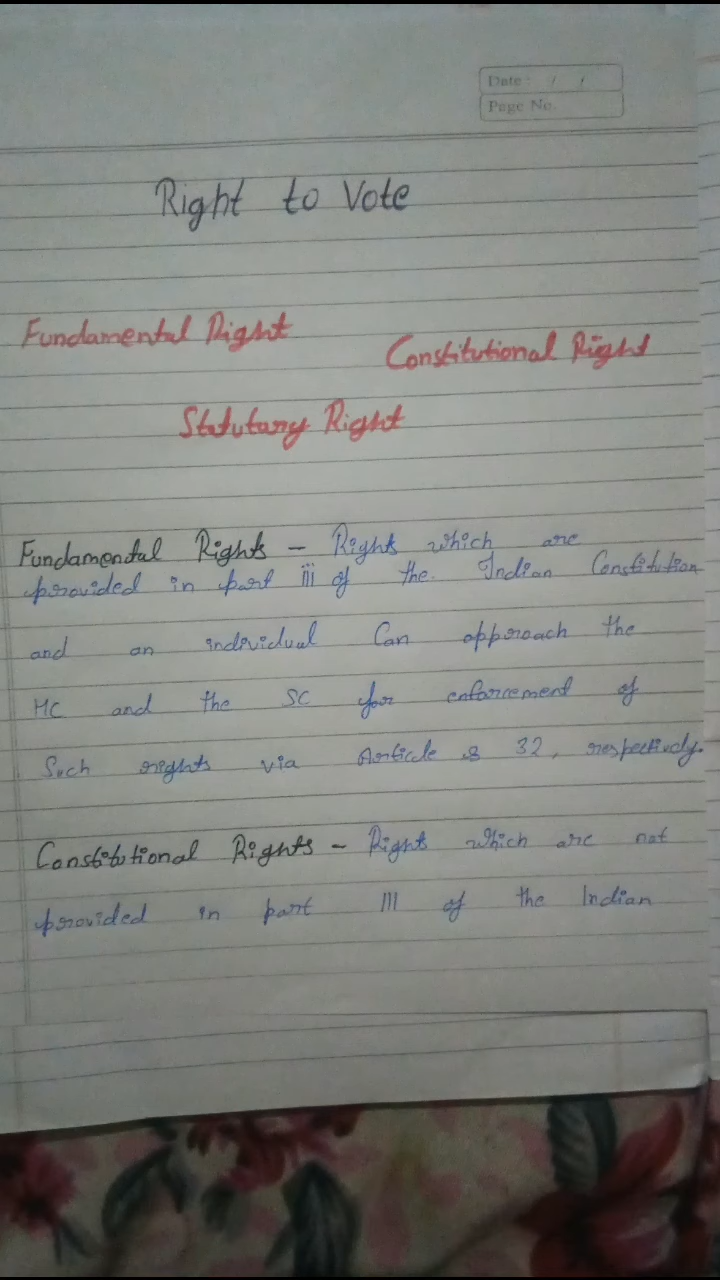 Date : / /
Page No.
Right to Vote
Fundamental Right
Constitutional Right
Statutary Right
Fundamental Rights - Rights which are
provided in part iii of the Indian Constitution
and an individual Can approach the
HC and the SC for enforcement of
Such rights via Article 32, respectively.
Constitutional Rights - Rights which are not
provided in part III of the Indian